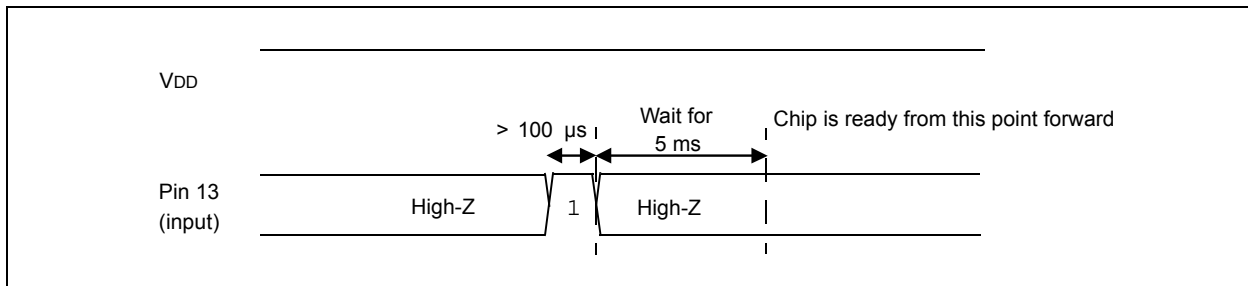 VDD
> 100 µs
Wait for
5 ms
Chip is ready from this point forward
Pin 13
(input)
High-Z
1
High-Z